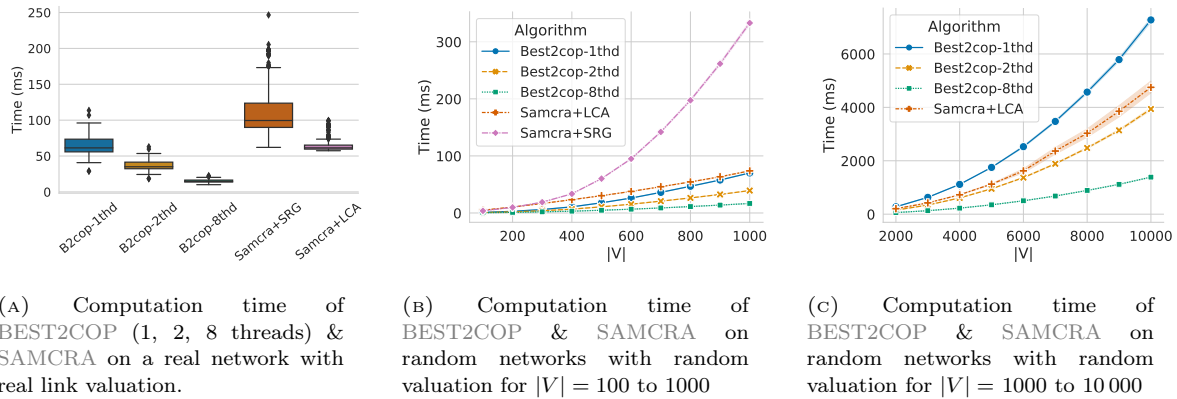 250
200
150
100
50
0
Time (ms)
B2cop-1thd
B2cop-2thd
B2cop-8thd
Samcra+SRG
Samcra+LCA
300
200
100
0
Time (ms)
Algorithm
Best2cop-1thd
Best2cop-2thd
Best2cop-8thd
Samcra+LCA
Samcra+SRG
200 400 600 800 1000
|V|
6000
4000
2000
0
Time (ms)
Algorithm
Best2cop-1thd
Best2cop-2thd
Best2cop-8thd
Samcra+LCA
2000 4000 6000 8000 10000
|V|
(A) Computation time of
BEST2COP (1, 2, 8 threads) &
SAMCRA on a real network with
real link valuation.
(B) Computation time of
BEST2COP & SAMCRA on
random networks with random
valuation for |V| = 100 to 1000
(C) Computation time of
BEST2COP & SAMCRA on
random networks with random
valuation for |V| = 1000 to 10 000